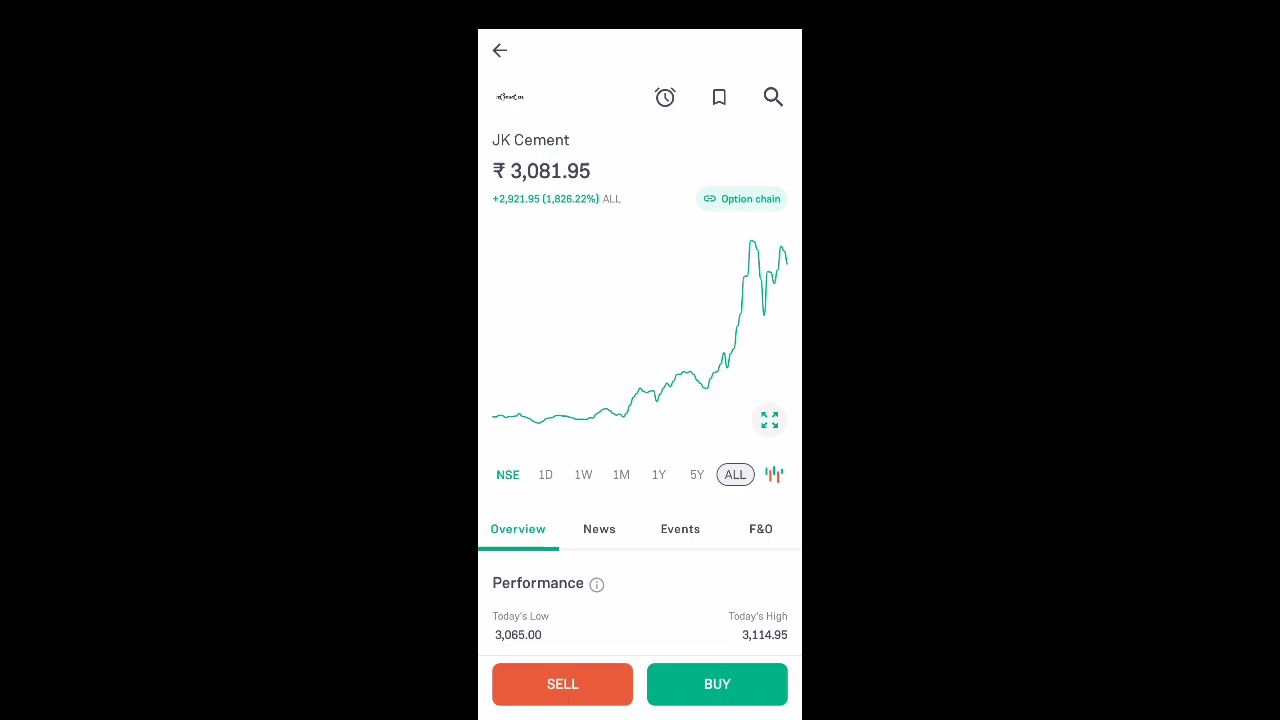 JK Cement
₹ 3,081.95
+2,921.95 (1,826.22%) ALL
Option chain
NSE 1D 1W 1M 1Y 5Y ALL
Overview News Events F&O
Performance
Today's Low Today's High
3,065.00 3,114.95
SELL BUY